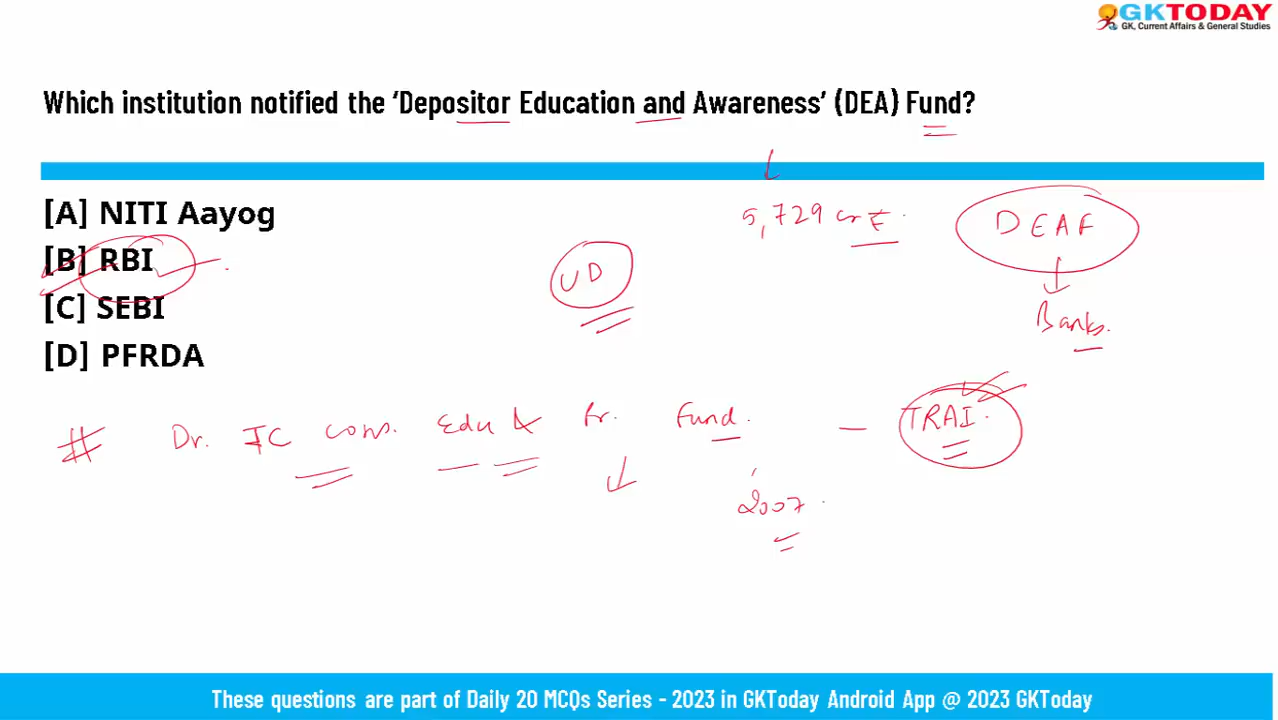 GKTODAY
GK, Current Affairs & General Studies
Which institution notified the ‘Depositor Education and Awareness’ (DEA) Fund?
[A] NITI Aayog
5,729 cr ₹.
DEAF
[B] RBI
UD
[C] SEBI
Banks.
[D] PFRDA
# Dr. TC cons. Edu & Pr. Fund. – TRAI.
2007.
These questions are part of Daily 20 MCQs Series - 2023 in GKToday Android App @ 2023 GKToday